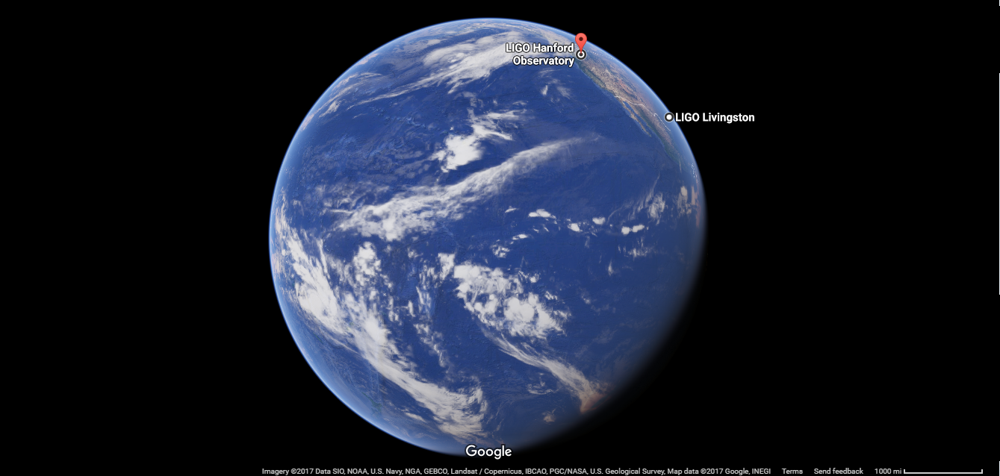 LIGO Hanford
Observatory
LIGO Livingston
Google
Imagery ©2017 Data SIO, NOAA, U.S. Navy, NGA, GEBCO, Landsat / Copernicus, IBCAO, PGC/NASA, U.S. Geological Survey, Map data ©2017 Google, INEGI Terms Send feedback 1000 mi